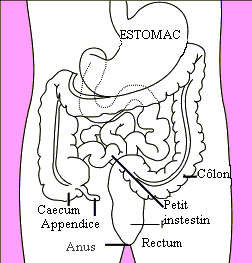 ESTOMAC
Côlon
Caecum
Appendice
Petit
instestin
Anus
Rectum